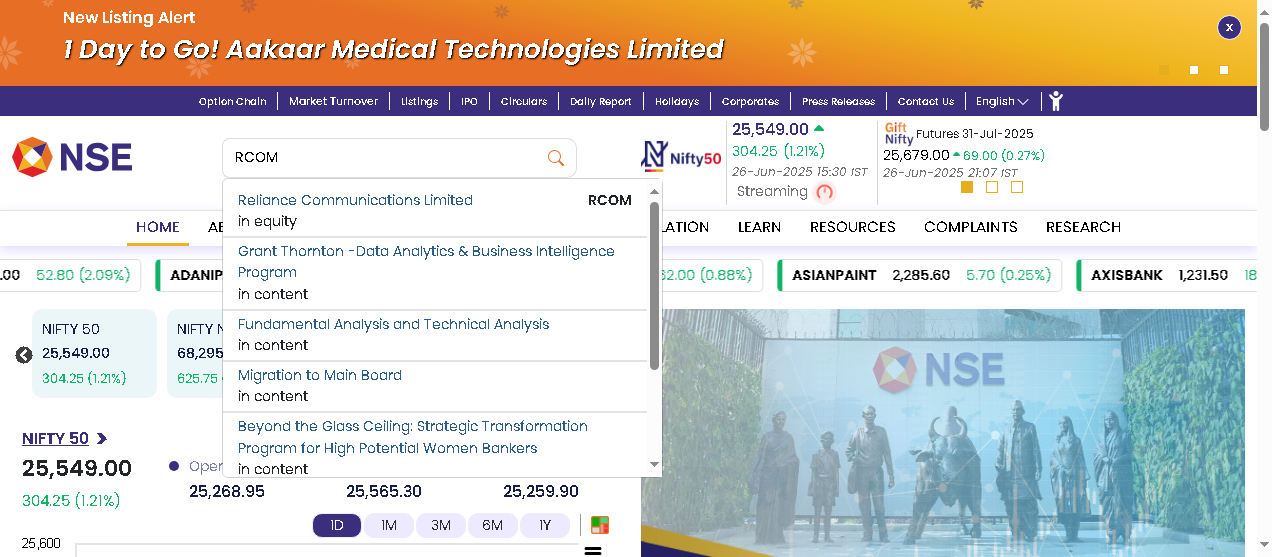 New Listing Alert
1 Day to Go! Aakaar Medical Technologies Limited
x
Option Chain
Market Turnover
Listings
IPO
Circulars
Daily Report
Holidays
Corporates
Press Releases
Contact Us
English
NSE
RCOM
Nifty50
25,549.00
304.25 (1.21%)
26-Jun-2025 15:30 IST
Streaming
Gift Nifty
Futures 31-Jul-2025
25,679.00 69.00 (0.27%)
26-Jun-2025 21:07 IST
Reliance Communications Limited RCOM
in equity
Grant Thornton -Data Analytics & Business Intelligence
Program
in content
Fundamental Analysis and Technical Analysis
in content
Migration to Main Board
in content
Beyond the Glass Ceiling: Strategic Transformation
Program for High Potential Women Bankers
in content
HOME
LEARN
RESOURCES
COMPLAINTS
RESEARCH
.00 52.80 (2.09%)
ADANIP
62.00 (0.88%)
ASIANPAINT 2,285.60 5.70 (0.25%)
AXISBANK 1,231.50 18
NIFTY 50
25,549.00
304.25 (1.21%)
NIFTY N
68,295
625.75
NSE
NIFTY 50
25,549.00
304.25 (1.21%)
Open
25,268.95
25,565.30
25,259.90
1D
1M
3M
6M
1Y
25,600